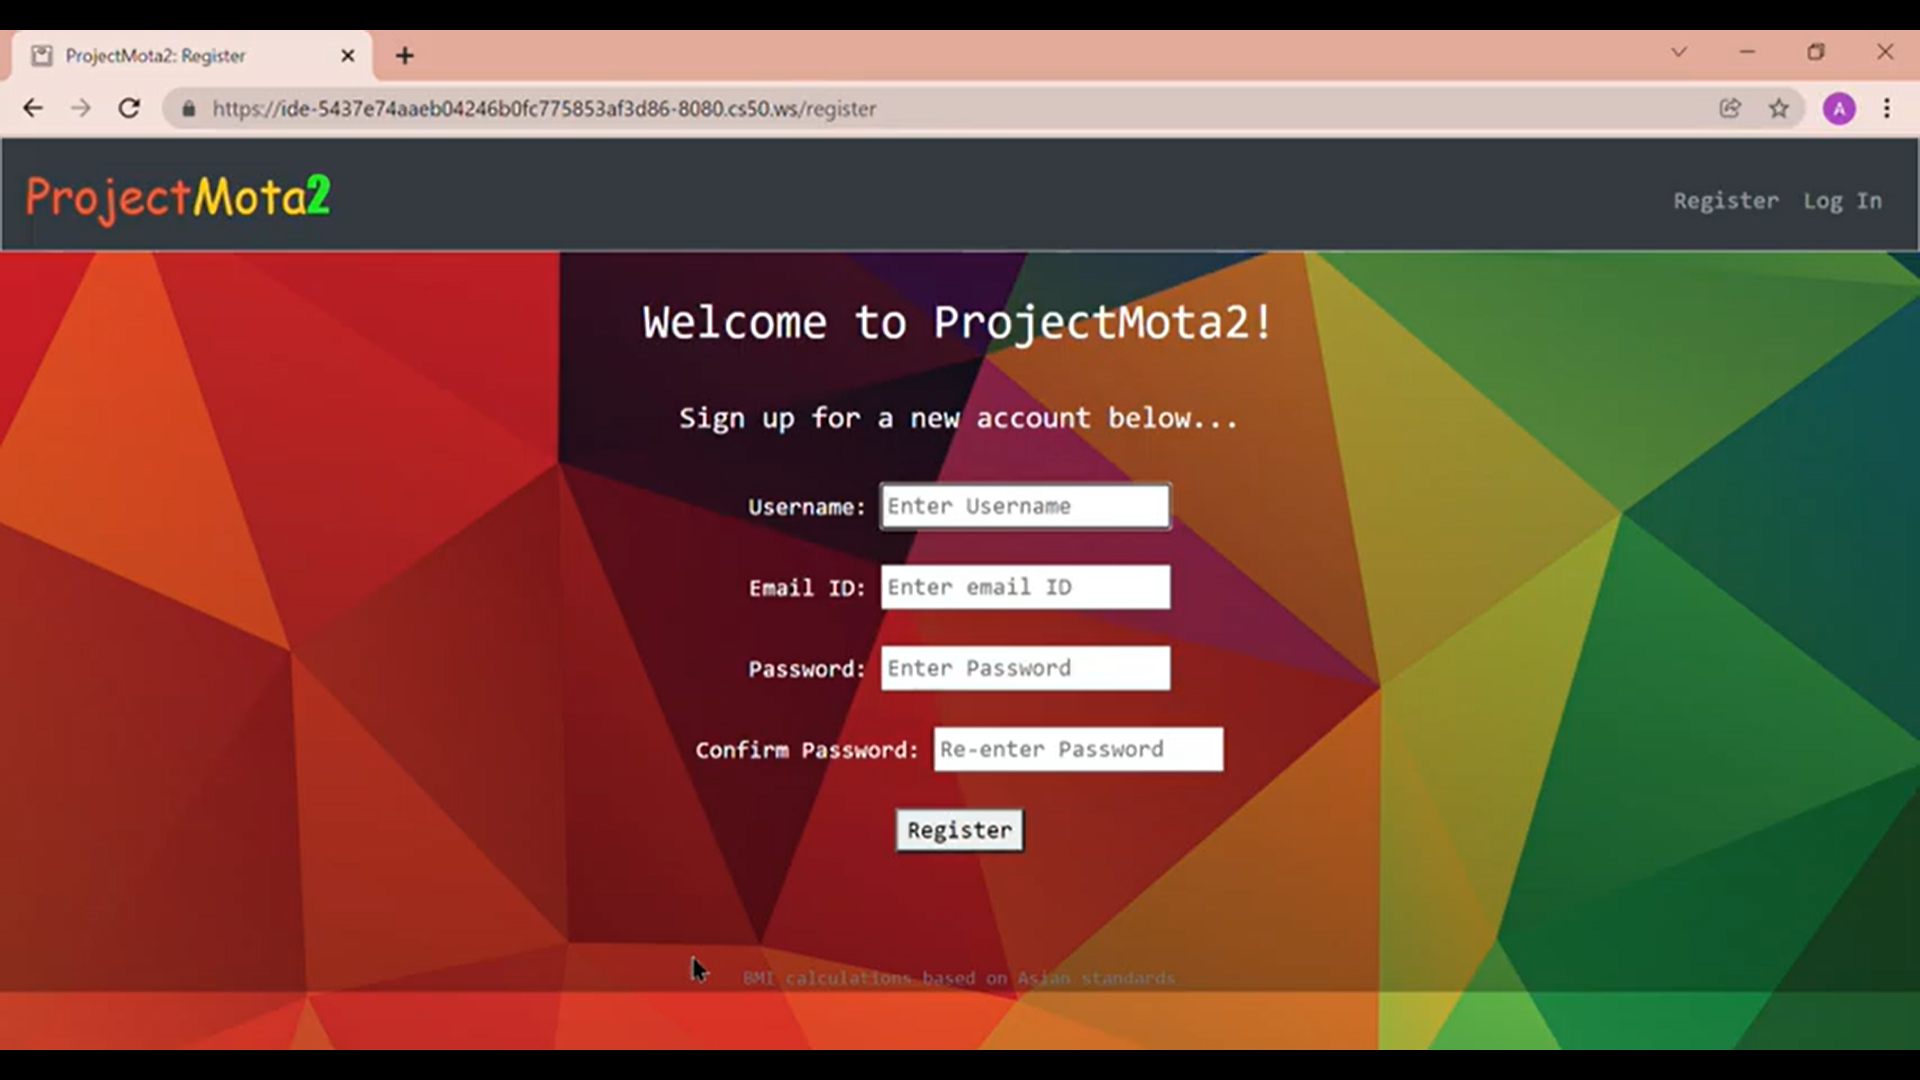 ProjectMota2: Register
https://ide-5437e74aaeb04246b0fc775853af3d86-8080.cs50.ws/register
A
ProjectMota2
Register Log In
Welcome to ProjectMota2!
Sign up for a new account below...
Username: Enter Username
Email ID: Enter email ID
Password: Enter Password
Confirm Password: Re-enter Password
Register
BMI calculations based on Asian standards